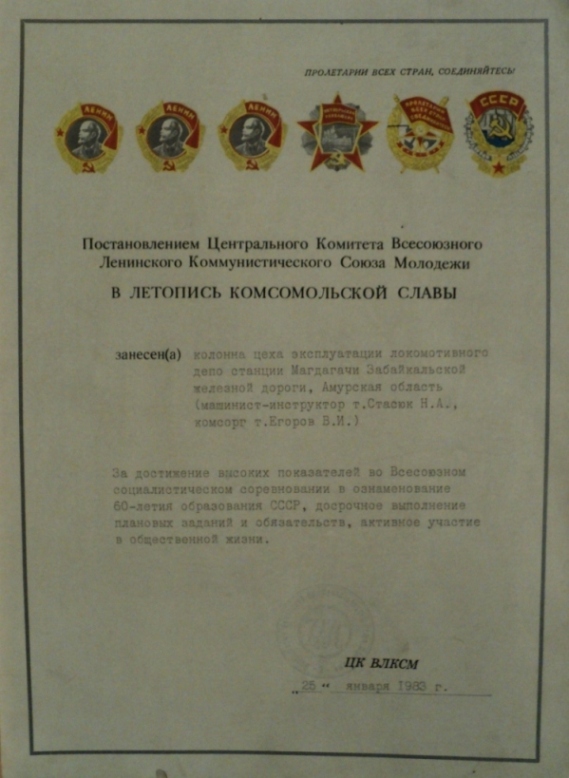 ПРОЛЕТАРИИ ВСЕХ СТРАН, СОЕДИНЯЙТЕСЬ!
ЛЕНИН ЛЕНИН ЛЕНИН СССР
Постановлением Центрального Комитета Всесоюзного
Ленинского Коммунистического Союза Молодежи
В ЛЕТОПИСЬ КОМСОМОЛЬСКОЙ СЛАВЫ
занесен(а) колонна цеха эксплуатации локомотивного
депо станции Магдагачи Забайкальской
железной дороги, Амурская область
(машинист-инструктор т.Стасюк Н.А.,
комсорг т.Егоров В.И.)
За достижение высоких показателей во Всесоюзном
социалистическом соревновании в ознаменование
60-летия образования СССР, досрочное выполнение
плановых заданий и обязательств, активное участие
в общественной жизни.
ЦК ВЛКСМ
„25 “ января 1983 г.